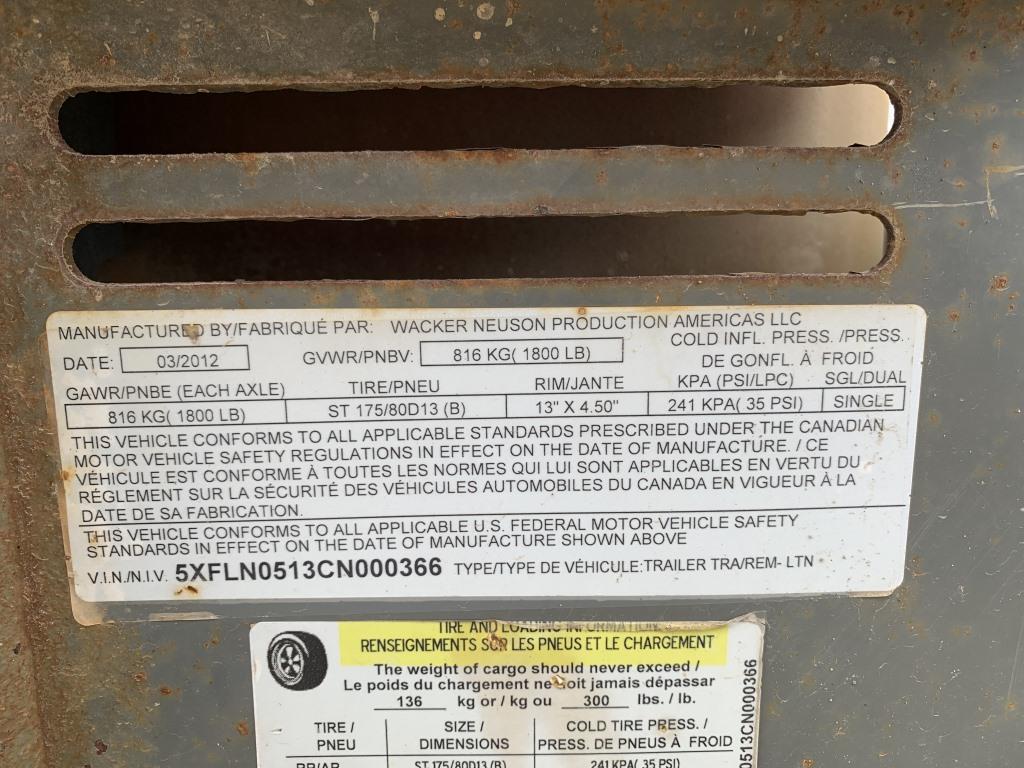 MANUFACTURED BY/FABRIQUÉ PAR: WACKER NEUSON PRODUCTION AMERICAS LLC
DATE: 03/2012 GVWR/PNBV: 816 KG( 1800 LB) COLD INFL. PRESS. /PRESS.
DE GONFL. À FROID
GAWR/PNBE (EACH AXLE) TIRE/PNEU RIM/JANTE KPA (PSI/LPC) SGL/DUAL
816 KG( 1800 LB) ST 175/80D13 (B) 13" X 4.50" 241 KPA( 35 PSI) SINGLE
THIS VEHICLE CONFORMS TO ALL APPLICABLE STANDARDS PRESCRIBED UNDER THE CANADIAN
MOTOR VEHICLE SAFETY REGULATIONS IN EFFECT ON THE DATE OF MANUFACTURE. / CE
VÉHICULE EST CONFORME À TOUTES LES NORMES QUI LUI SONT APPLICABLES EN VERTU DU
RÉGLEMENT SUR LA SÉCURITÉ DES VÉHICULES AUTOMOBILES DU CANADA EN VIGUEUR À LA
DATE DE SA FABRICATION.
THIS VEHICLE CONFORMS TO ALL APPLICABLE U.S. FEDERAL MOTOR VEHICLE SAFETY
STANDARDS IN EFFECT ON THE DATE OF MANUFACTURE SHOWN ABOVE
V.I.N./N.I.V. 5XFLN0513CN000366 TYPE/TYPE DE VÉHICULE:TRAILER TRA/REM- LTN
TIRE AND LOADING INFORMATION
RENSEIGNEMENTS SUR LES PNEUS ET LE CHARGEMENT
The weight of cargo should never exceed /
Le poids du chargement ne doit jamais dépassar
136 kg or / kg ou 300 lbs. / lb.
TIRE / SIZE / COLD TIRE PRESS. /
PNEU DIMENSIONS PRESS. DE PNEUS À FROID
RR/AR ST 175/80D13 (B) 241 KPA( 35 PSI)
0513CN000366